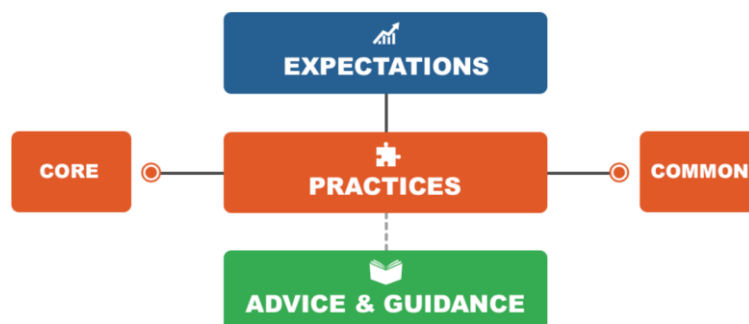 EXPECTATIONS
CORE
PRACTICES
COMMON
ADVICE & GUIDANCE